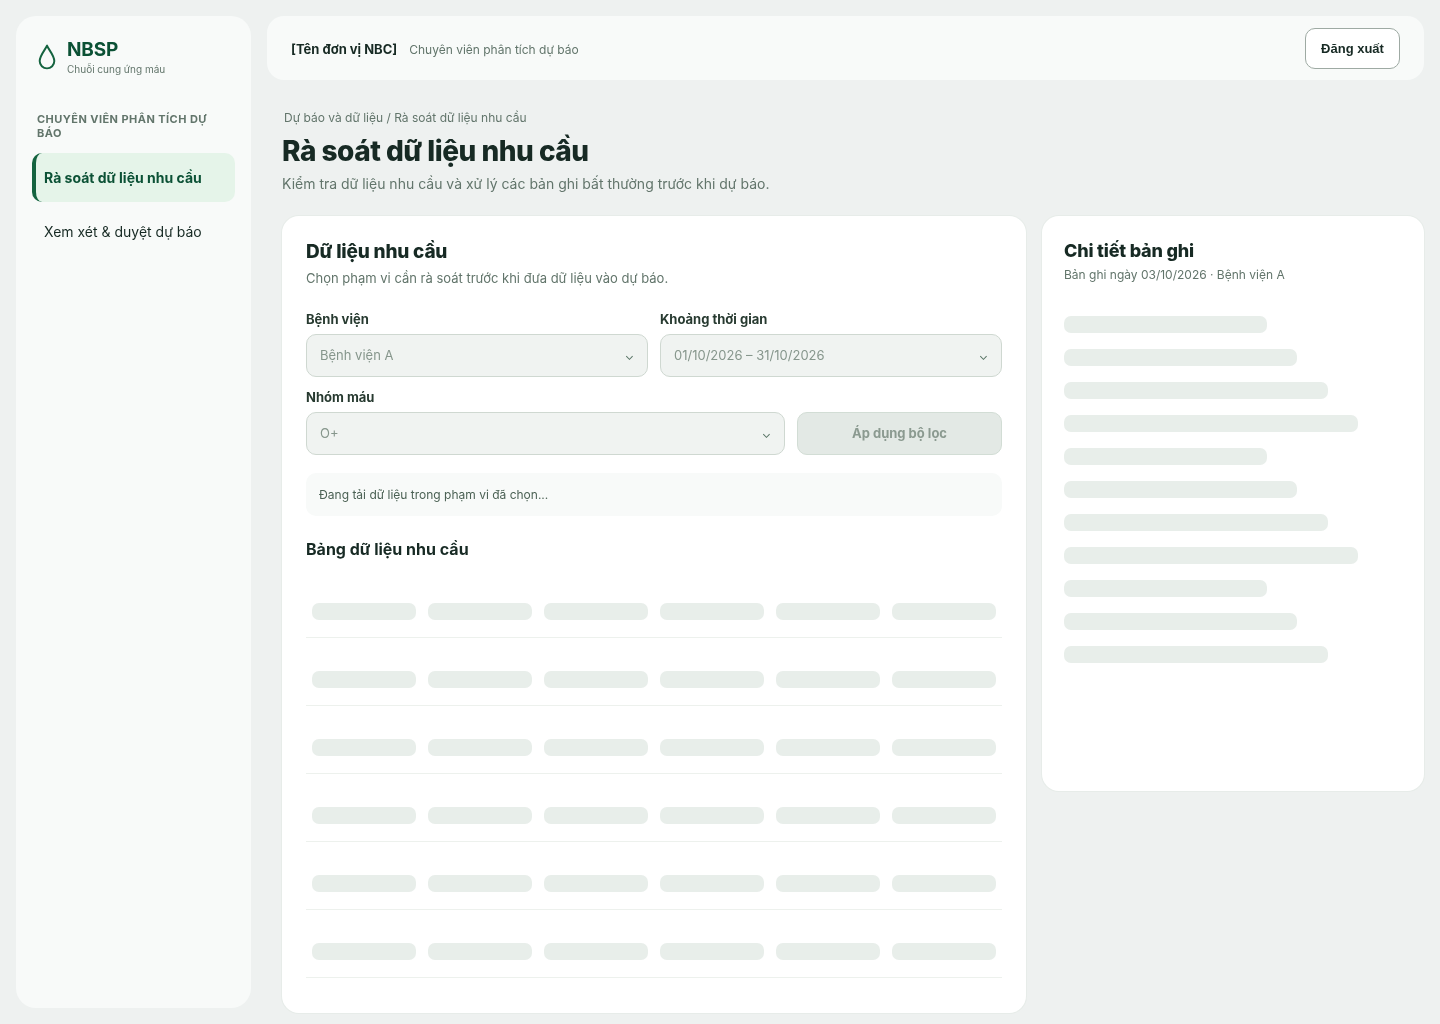 NBSP
Chuỗi cung ứng máu
CHUYÊN VIÊN PHÂN TÍCH DỰ
BÁO
Rà soát dữ liệu nhu cầu
Xem xét & duyệt dự báo
[Tên đơn vị NBC] Chuyên viên phân tích dự báo
Đăng xuất
Dự báo và dữ liệu / Rà soát dữ liệu nhu cầu
Rà soát dữ liệu nhu cầu
Kiểm tra dữ liệu nhu cầu và xử lý các bản ghi bất thường trước khi dự báo.
Dữ liệu nhu cầu
Chọn phạm vi cần rà soát trước khi đưa dữ liệu vào dự báo.
Bệnh viện
Khoảng thời gian
Bệnh viện A
01/10/2026 – 31/10/2026
Nhóm máu
O+
Áp dụng bộ lọc
Đang tải dữ liệu trong phạm vi đã chọn...
Bảng dữ liệu nhu cầu
Chi tiết bản ghi
Bản ghi ngày 03/10/2026 · Bệnh viện A